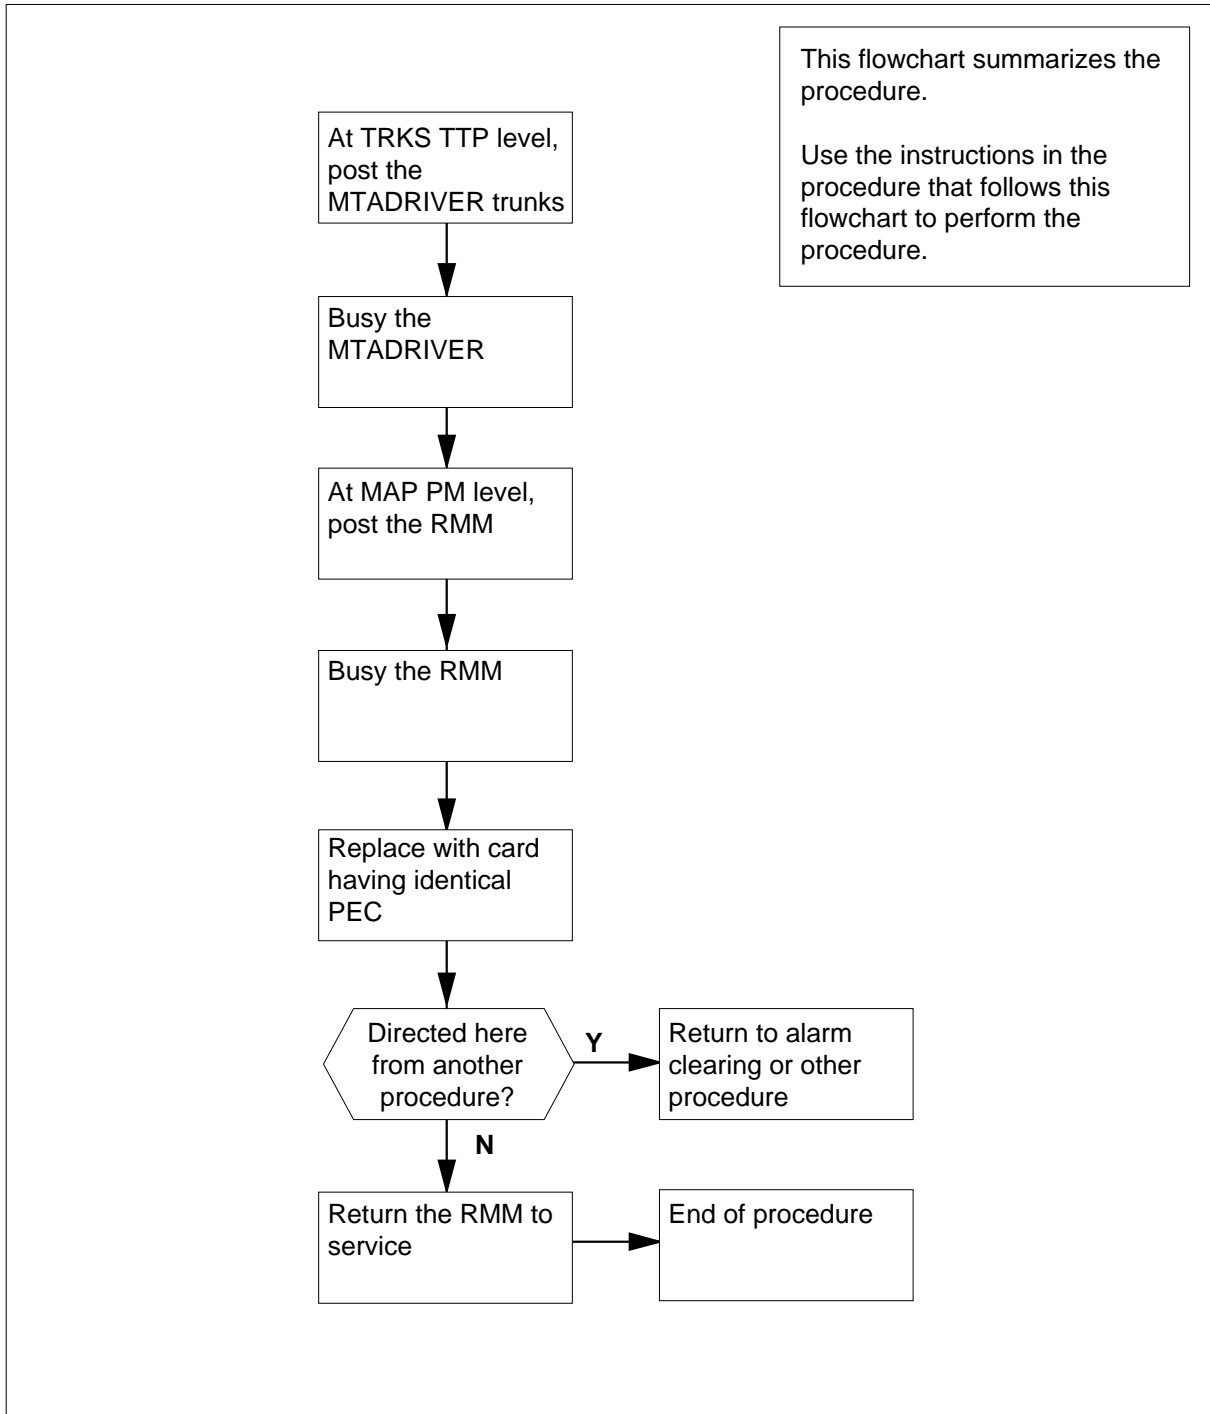 This flowchart summarizes the
procedure.
Use the instructions in the
procedure that follows this
flowchart to perform the
procedure.
At TRKS TTP level,
post the
MTADRIVER trunks
Busy the
MTADRIVER
At MAP PM level,
post the RMM
Busy the RMM
Replace with card
having identical
PEC
Directed here
from another
procedure?
Y
Return to alarm
clearing or other
procedure
N
Return the RMM to
service
End of procedure